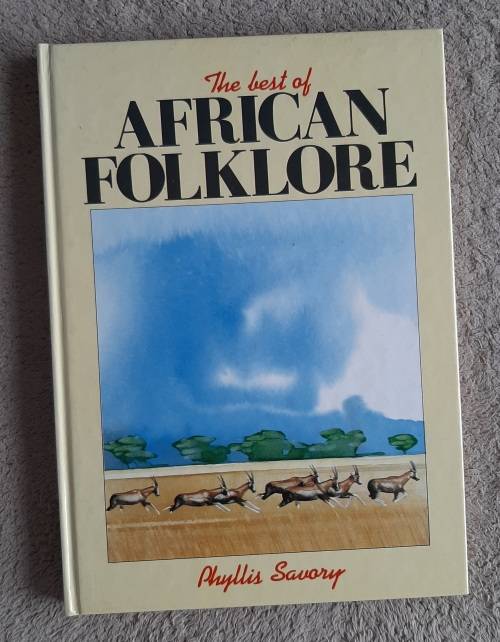 The best of
AFRICAN
FOLKLORE
Phyllis Savory